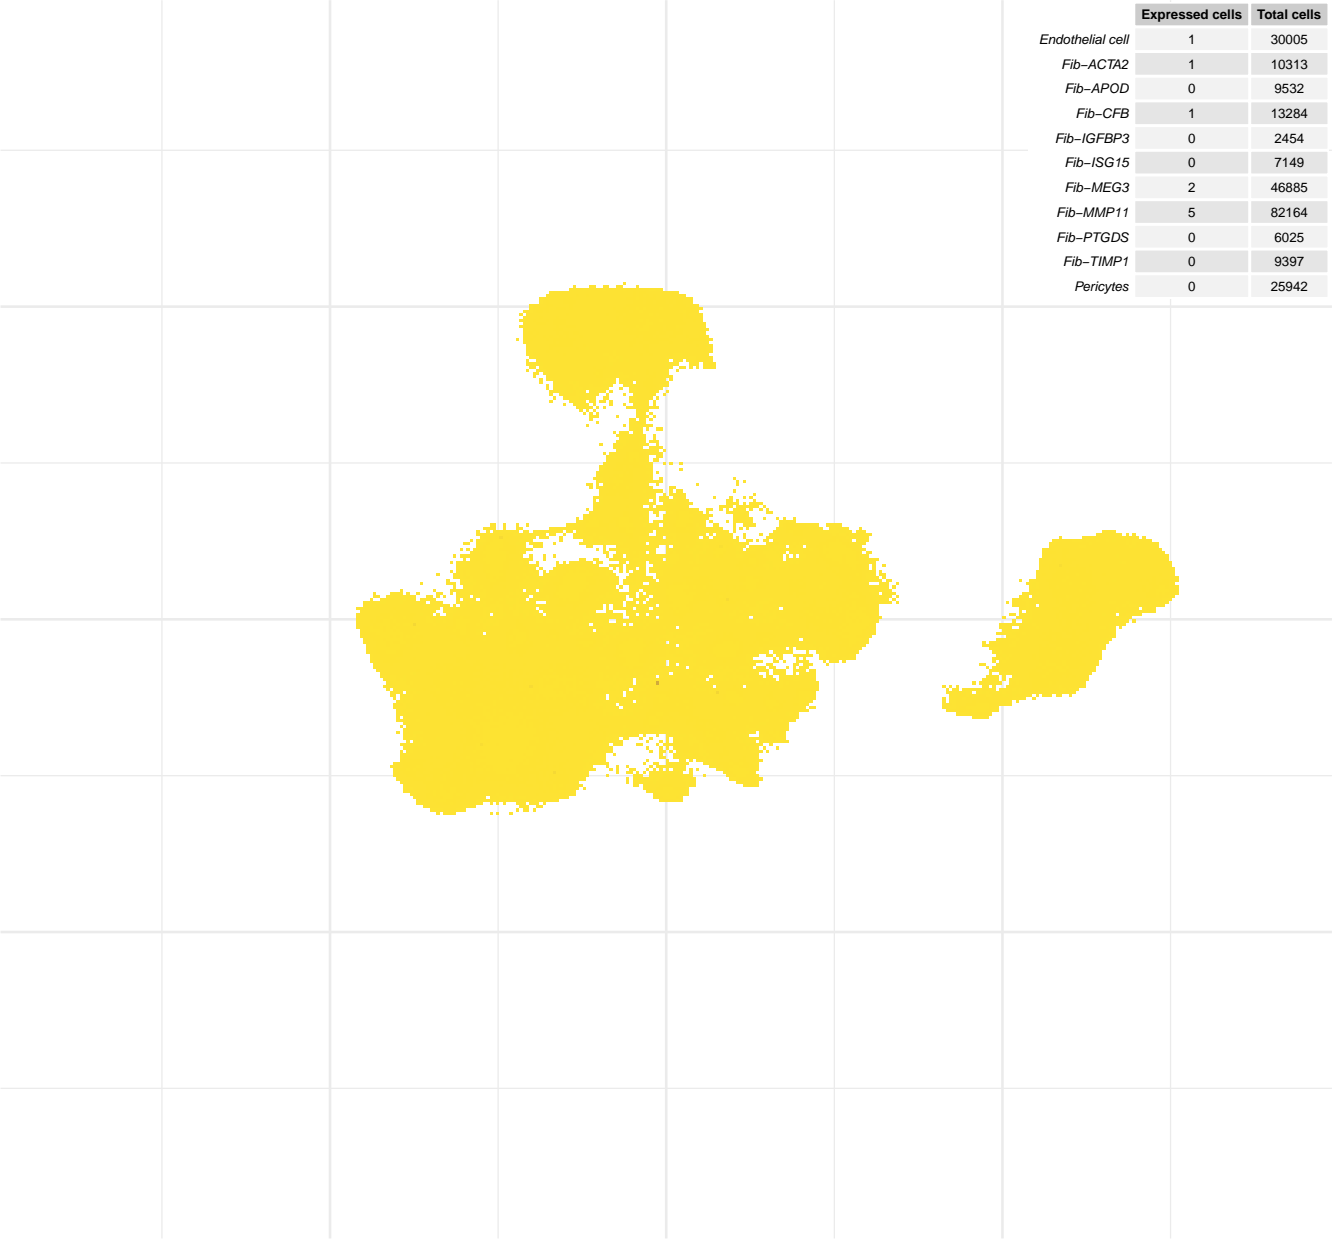 Expressed cells Total cells
Endothelial cell 1 30005
Fib−ACTA2 1 10313
Fib−APOD 0 9532
Fib−CFB 1 13284
Fib−IGFBP3 0 2454
Fib−ISG15 0 7149
Fib−MEG3 2 46885
Fib−MMP11 5 82164
Fib−PTGDS 0 6025
Fib−TIMP1 0 9397
Pericytes 0 25942